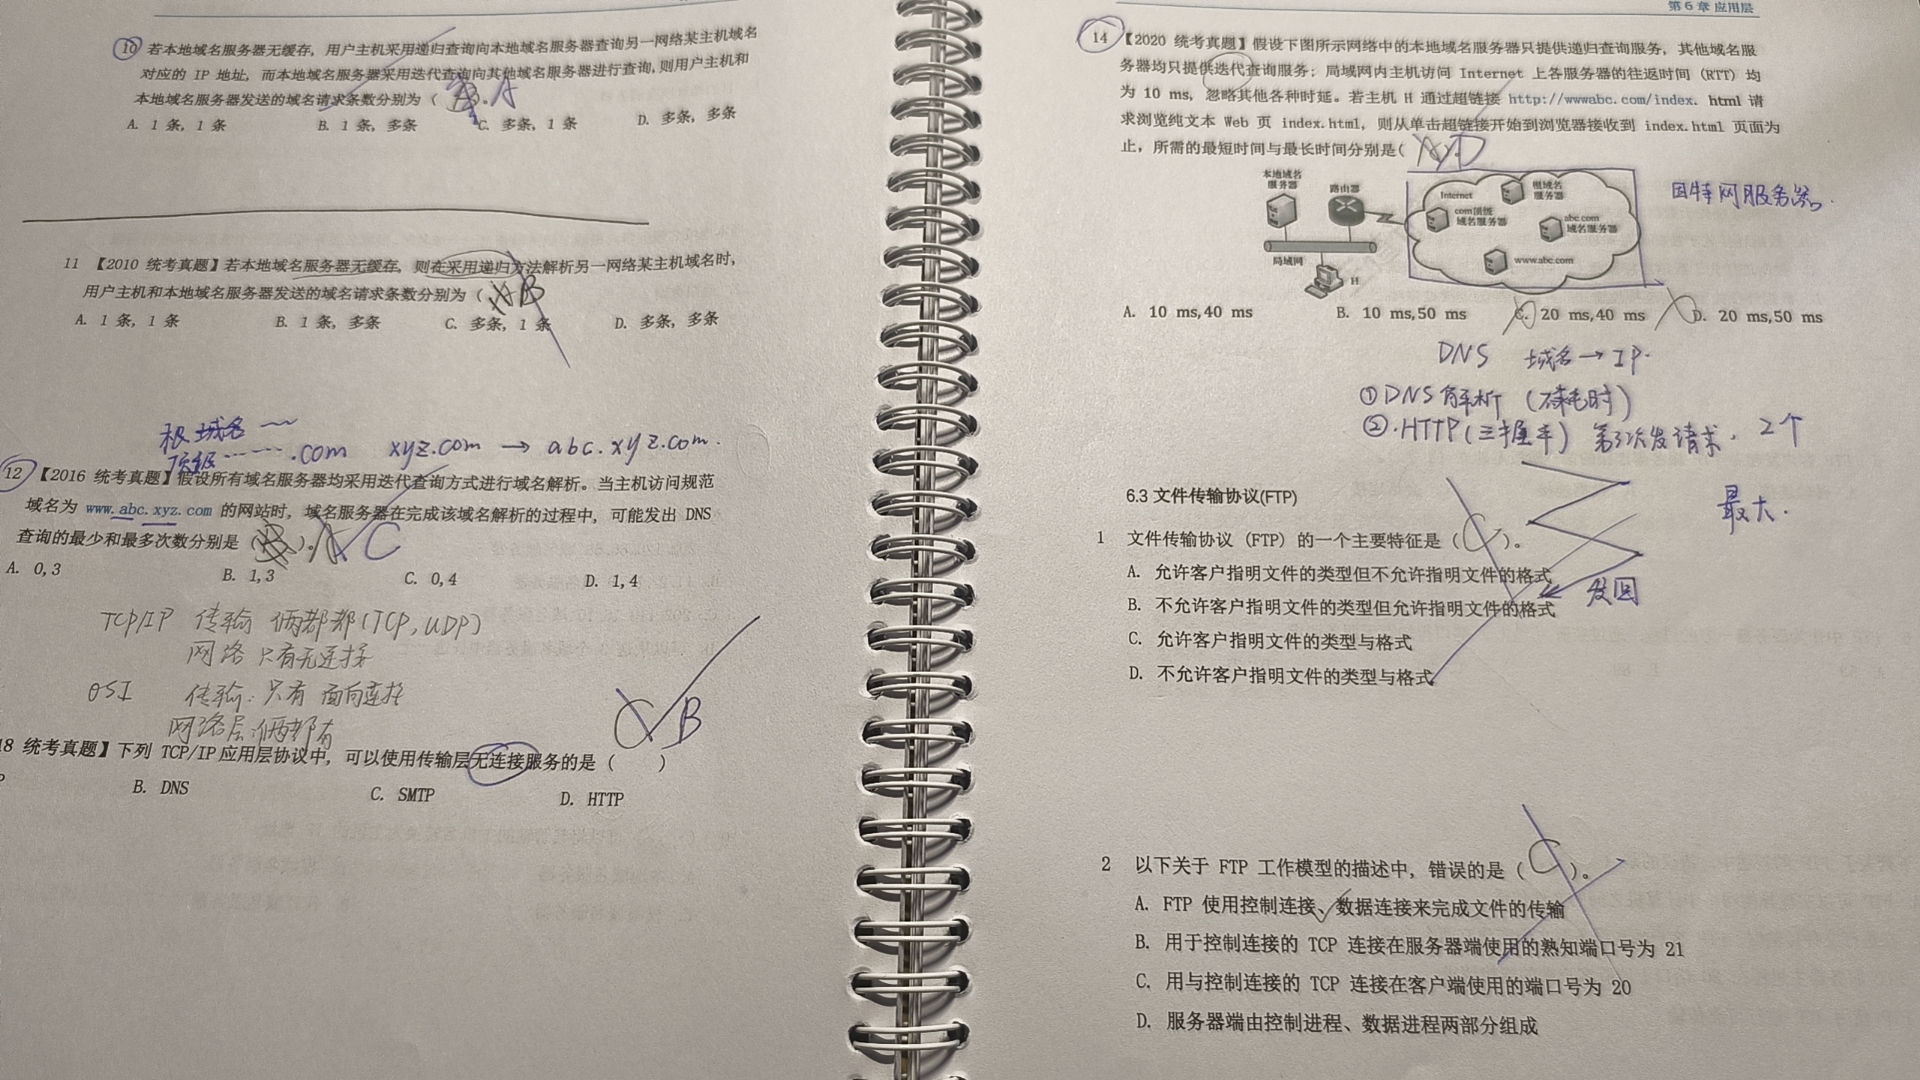 10 若本地域名服务器无缓存，用户主机采用递归查询向本地域名服务器查询另一网络某主机域名
对应的 IP 地址，而本地域名服务器采用迭代查询向其他域名服务器进行查询，则用户主机和
本地域名服务器发送的域名请求条数分别为（ B.A
A. 1 条，1 条 B. 1 条，多条 C. 多条，1 条 D. 多条，多条
11 【2010 统考真题】若本地域名服务器无缓存，则在采用递归方法解析另一网络某主机域名时，
用户主机和本地域名服务器发送的域名请求条数分别为（ A B
A. 1 条，1 条 B. 1 条，多条 C. 多条，1 条 D. 多条，多条
根域名
顶级 .com xyz.com → abc.xyz.com.
12 【2016 统考真题】假设所有域名服务器均采用迭代查询方式进行域名解析。当主机访问规范
域名为 www.abc.xyz.com 的网站时，域名服务器在完成该域名解析的过程中，可能发出 DNS
查询的最少和最多次数分别是（ B ）。A C
A. 0,3 B. 1,3 C. 0,4 D. 1,4
TCP/IP 传输 俩都都(TCP,UDP)
网络 只有无连接
OSI 传输：只有 面向连接
网络层：俩都有
C B
18 统考真题】下列 TCP/IP 应用层协议中，可以使用传输层无连接服务的是（ ）
P B. DNS C. SMTP D. HTTP
第 6 章 应用层
14 【2020 统考真题】假设下图所示网络中的本地域名服务器只提供递归查询服务，其他域名服
务器均只提供迭代查询服务；局域网内主机访问 Internet 上各服务器的往返时间（RTT）均
为 10 ms，忽略其他各种时延。若主机 H 通过超链接 http://wwwabc.com/index. html 请
求浏览纯文本 Web 页 index.html，则从单击超链接开始到浏览器接收到 index.html 页面为
止，所需的最短时间与最长时间分别是( A D
本地域名
服务器
路由器
Internet
根域名
服务器
com顶级
域名服务器
abc.com
域名服务器
www.abc.com
局域网
H
因特网服务器.
A. 10 ms,40 ms B. 10 ms,50 ms C. 20 ms,40 ms D. 20 ms,50 ms
DNS 域名→IP.
①DNS 解析 (耗时)
②.HTTP(三握手) 第3次发请求. 2个
最大.
发回
6.3 文件传输协议(FTP)
1 文件传输协议（FTP）的一个主要特征是（ C ）。
A. 允许客户指明文件的类型但不允许指明文件的格式
B. 不允许客户指明文件的类型但允许指明文件的格式
C. 允许客户指明文件的类型与格式
D. 不允许客户指明文件的类型与格式
2 以下关于 FTP 工作模型的描述中，错误的是（ C ）。
A. FTP 使用控制连接、数据连接来完成文件的传输
B. 用于控制连接的 TCP 连接在服务器端使用的熟知端口号为 21
C. 用与控制连接的 TCP 连接在客户端使用的端口号为 20
D. 服务器端由控制进程、数据进程两部分组成